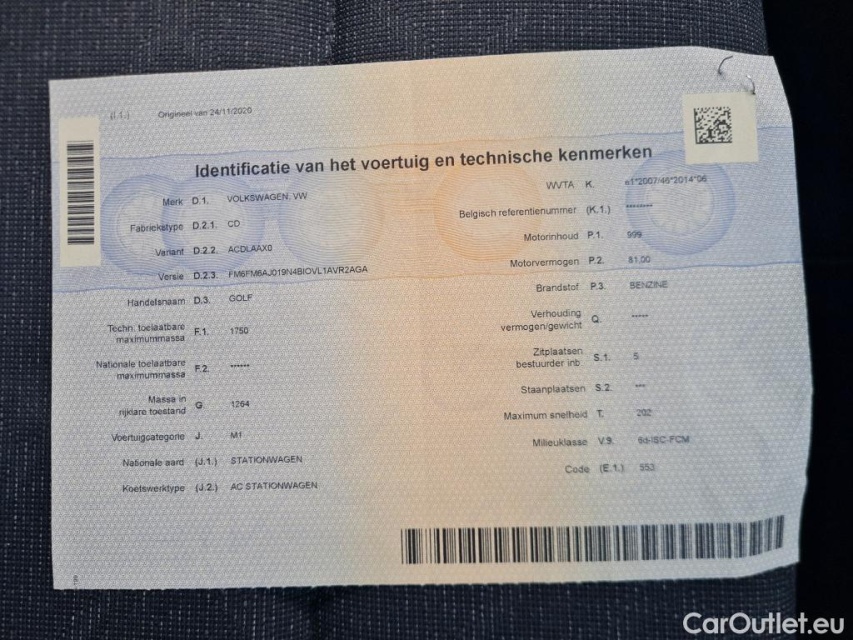 (I.1.) Origineel van 24/11/2020
Identificatie van het voertuig en technische kenmerken
Merk D.1. VOLKSWAGEN, VW
Fabriekstype D.2.1. CD
Variant D.2.2. ACDLAAX0
Versie D.2.3. FM6FM6AJ019N4BIOVL1AVR2AGA
Handelsnaam D.3. GOLF
Techn. toelaatbare
maximummassa F.1. 1750
Nationale toelaatbare
maximummassa F.2. ******
Massa in
rijklare toestand G. 1264
Voertuigcategorie J. M1
Nationale aard (J.1.) STATIONWAGEN
Koetswerktype (J.2.) AC STATIONWAGEN
WVTA K. e1*2007/46*2014*06
Belgisch referentienummer (K.1.) ********
Motorinhoud P.1. 999
Motorvermogen P.2. 81.00
Brandstof P.3. BENZINE
Verhouding
vermogen/gewicht Q. *****
Zitplaatsen
bestuurder inb. S.1. 5
Staanplaatsen S.2. ***
Maximum snelheid T. 202
Milieuklasse V.9. 6d-ISC-FCM
Code (E.1.) 553
CarOutlet.eu